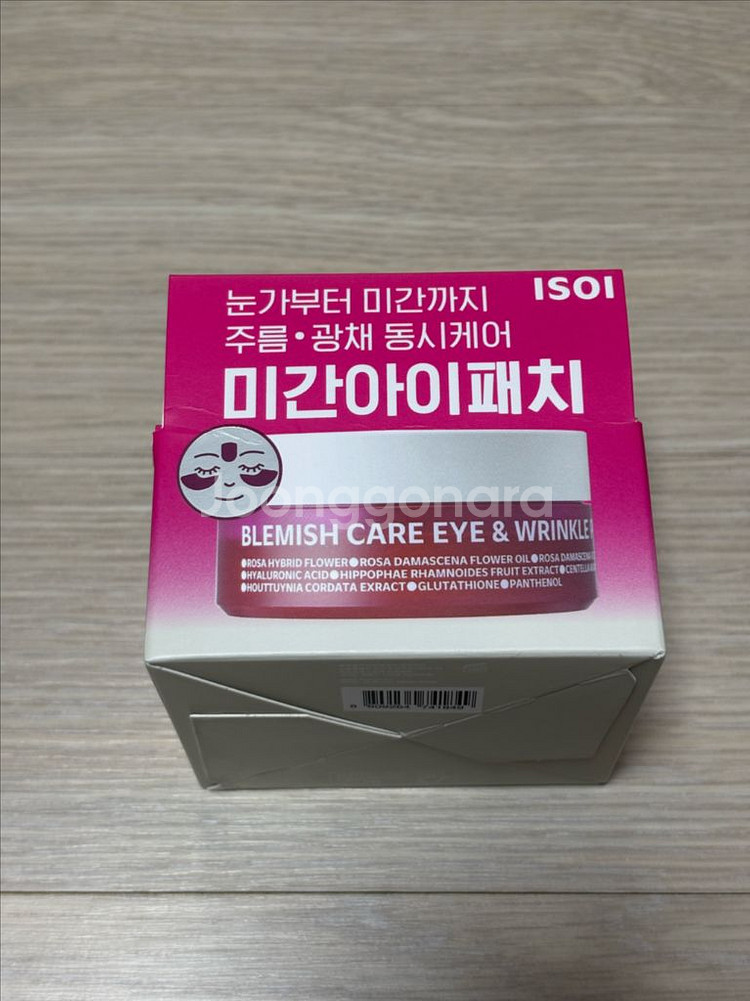 ISOI
눈가부터 미간까지
주름•광채 동시케어
미간아이패치
Joonggonara
BLEMISH CARE EYE & WRINKLE
●ROSA HYBRID FLOWER●ROSA DAMASCENA FLOWER OIL●ROSA DAMASCENA
●HYALURONIC ACID●HIPPOPHAE RHAMNOIDES FRUIT EXTRACT●CENTELLA
●HOUTTUYNIA CORDATA EXTRACT●GLUTATHIONE●PANTHENOL